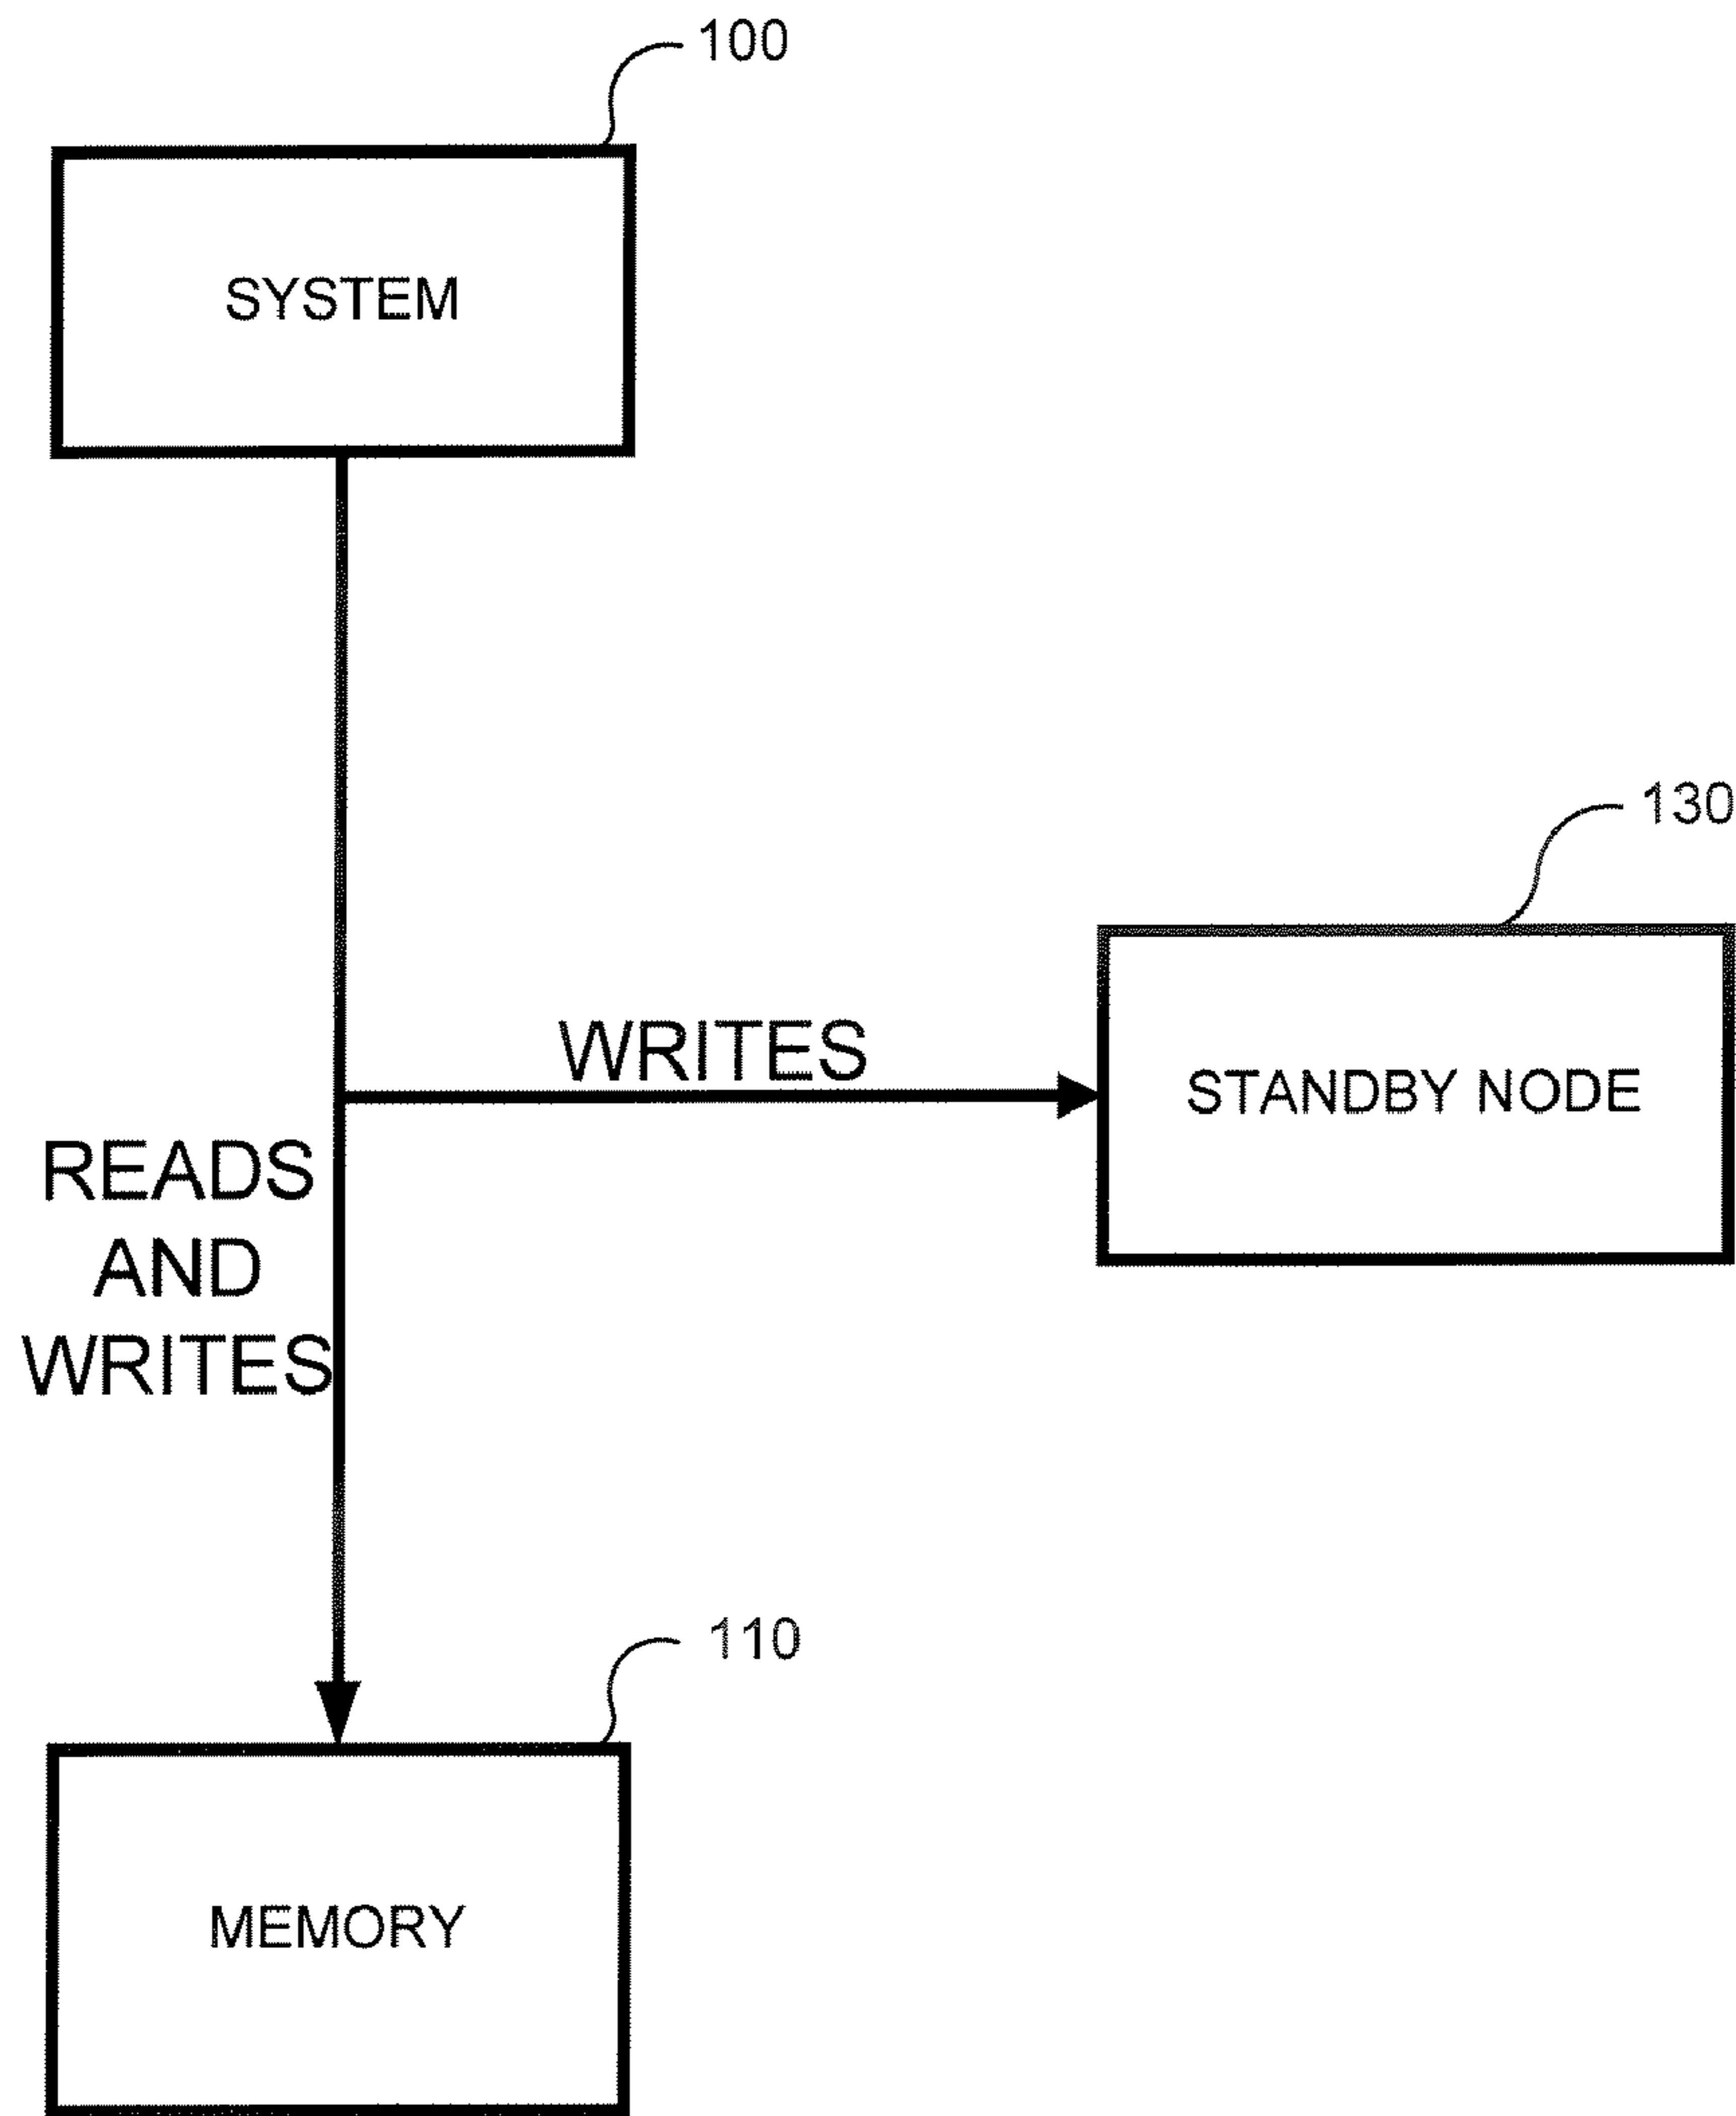 100
SYSTEM
130
WRITES
STANDBY NODE
READS
AND
WRITES
110
MEMORY